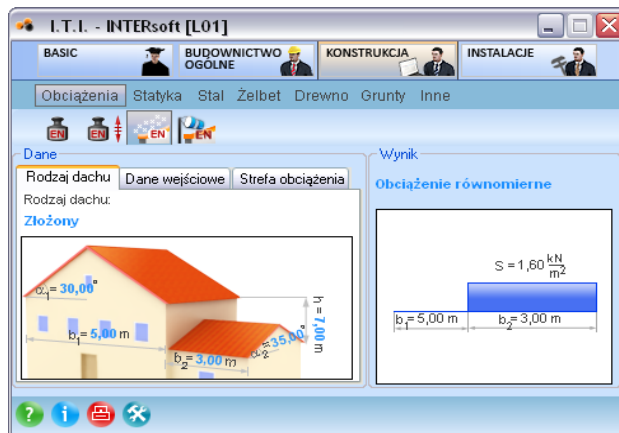 I.T.I. - INTERsoft [L01]
BASIC
BUDOWNICTWO
OGÓLNE
KONSTRUKCJA
INSTALACJE
Obciążenia Statyka Stal Żelbet Drewno Grunty Inne
EN EN EN EN
Dane
Rodzaj dachu Dane wejściowe Strefa obciążenia
Rodzaj dachu:
Złożony
α₁= 30,00°
b₁= 5,00 m
b₂= 3,00 m
α₂= 35,00°
h = 7,00 m
Wynik
Obciążenie równomierne
S = 1,60 kN/m²
b₁= 5,00 m b₂= 3,00 m